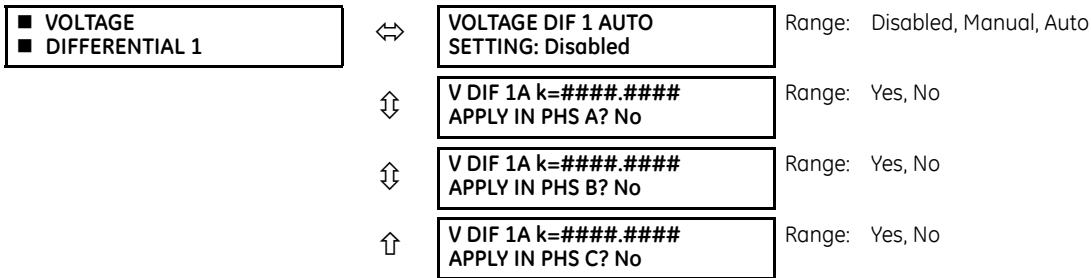 ■ VOLTAGE
■ DIFFERENTIAL 1
VOLTAGE DIF 1 AUTO
SETTING: Disabled
Range: Disabled, Manual, Auto
V DIF 1A k=####.####
APPLY IN PHS A? No
Range: Yes, No
V DIF 1A k=####.####
APPLY IN PHS B? No
Range: Yes, No
V DIF 1A k=####.####
APPLY IN PHS C? No
Range: Yes, No